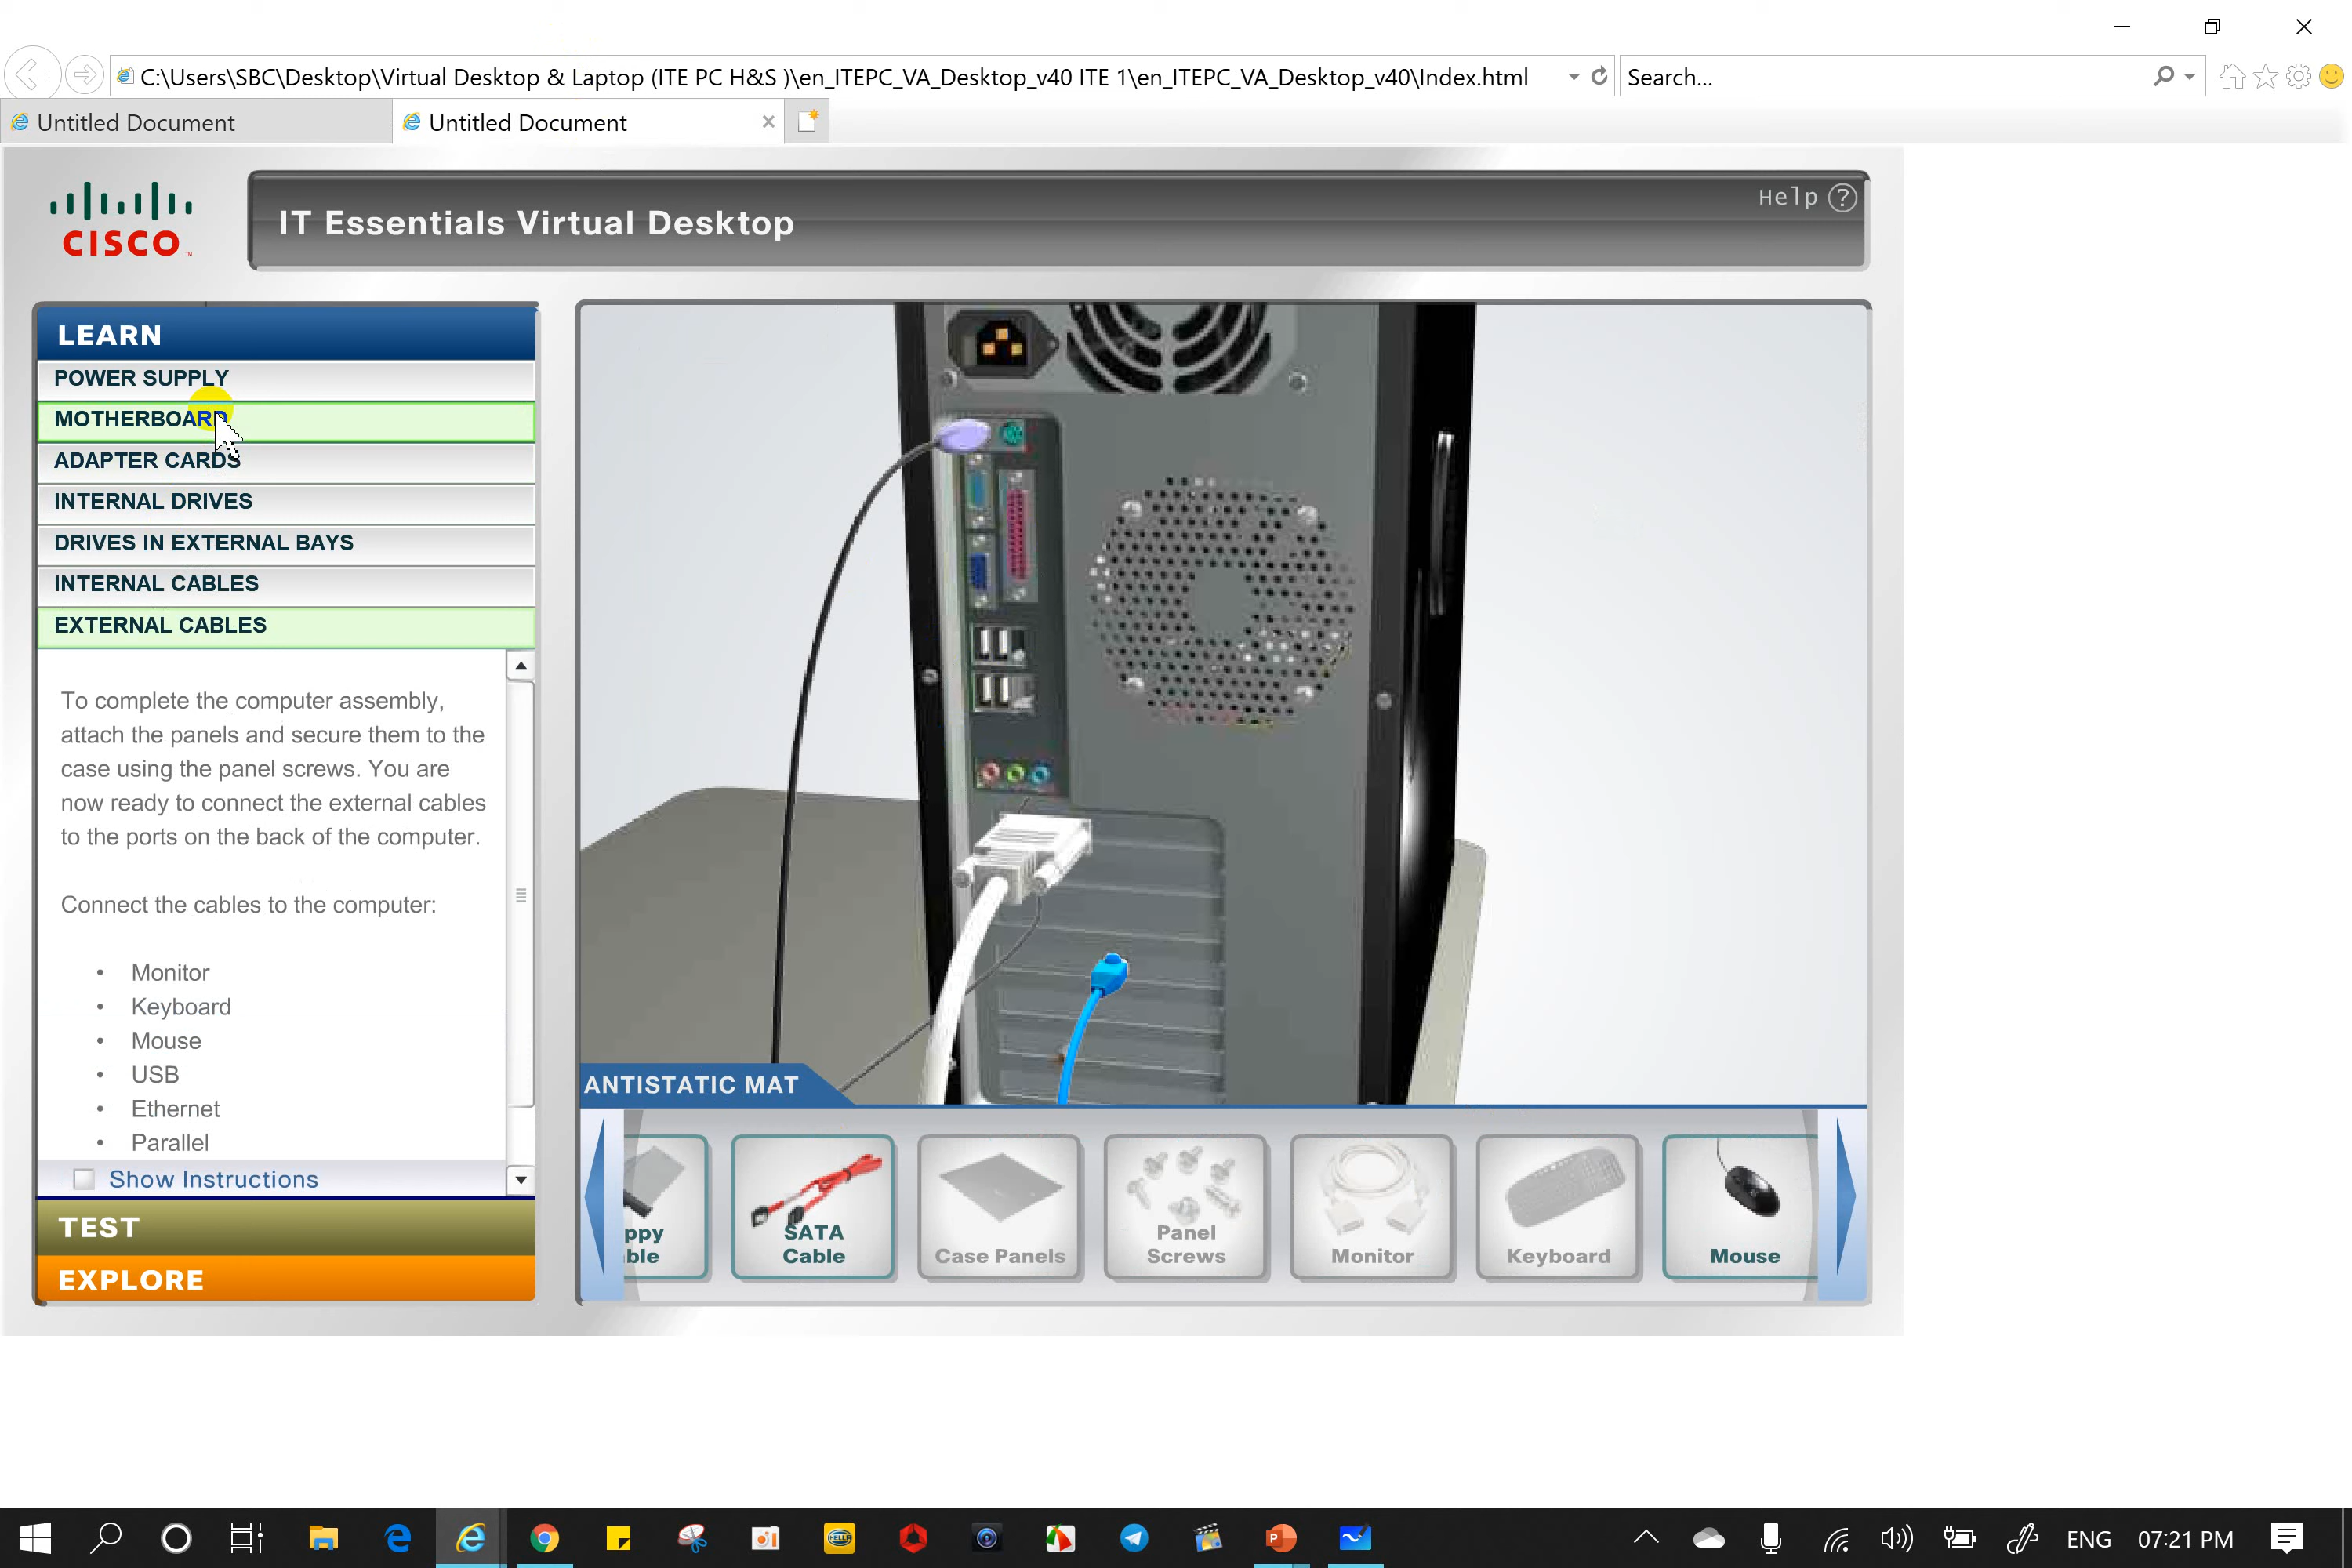 C:\Users\SBC\Desktop\Virtual Desktop & Laptop (ITE PC H&S )\en_ITEPC_VA_Desktop_v40 ITE 1\en_ITEPC_VA_Desktop_v40\Index.html
Search...
Untitled Document
Untitled Document
CISCO
IT Essentials Virtual Desktop
Help ?
LEARN
POWER SUPPLY
MOTHERBOARD
ADAPTER CARDS
INTERNAL DRIVES
DRIVES IN EXTERNAL BAYS
INTERNAL CABLES
EXTERNAL CABLES
To complete the computer assembly,
attach the panels and secure them to the
case using the panel screws. You are
now ready to connect the external cables
to the ports on the back of the computer.
Connect the cables to the computer:
• Monitor
• Keyboard
• Mouse
• USB
• Ethernet
• Parallel
Show Instructions
TEST
EXPLORE
ANTISTATIC MAT
ppy
ble
SATA
Cable
Case Panels
Panel
Screws
Monitor
Keyboard
Mouse
HELLA
ENG
07:21 PM